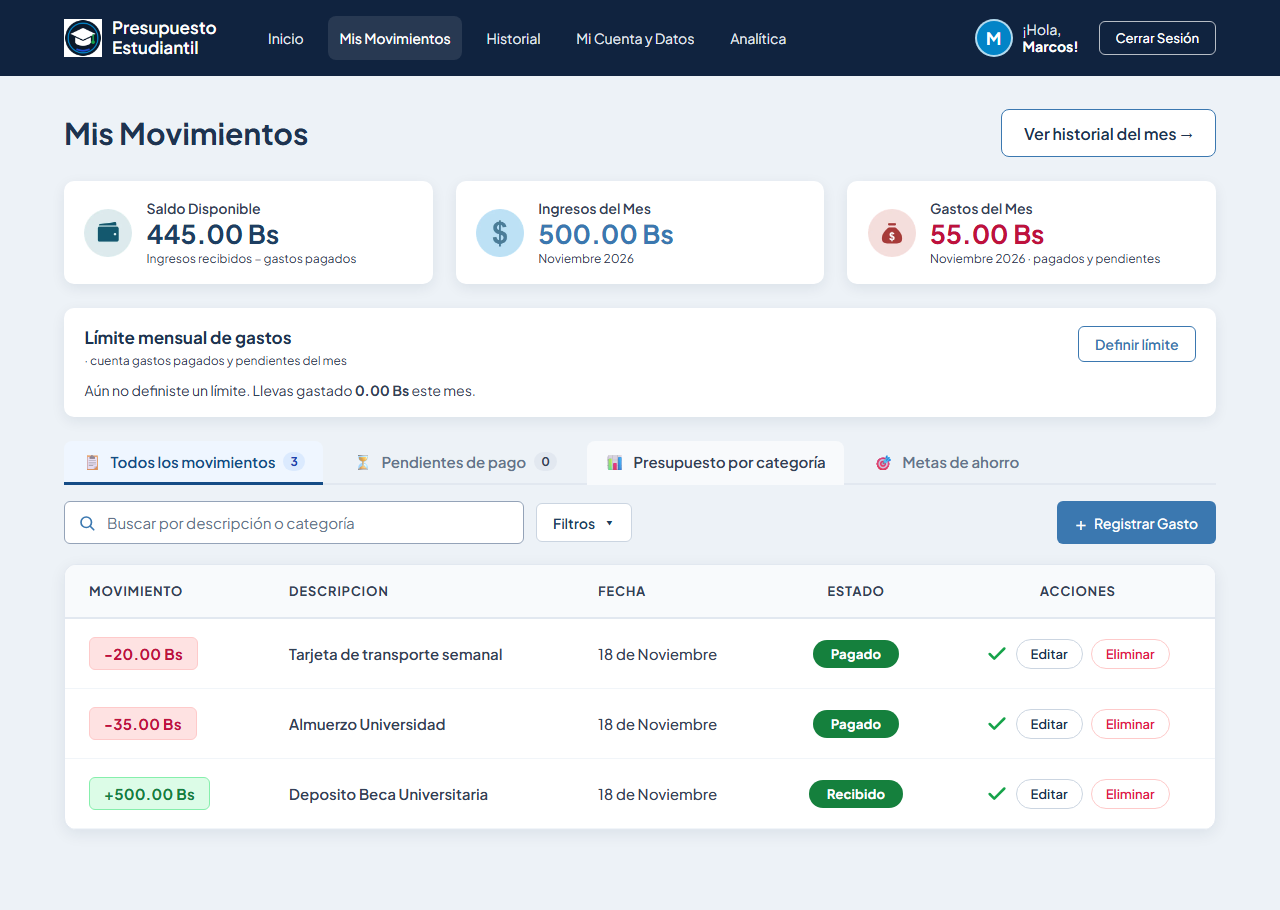 Presupuesto
Estudiantil
Inicio
Mis Movimientos
Historial
Mi Cuenta y Datos
Analítica
M
¡Hola,
Marcos!
Cerrar Sesión
Mis Movimientos
Ver historial del mes →
Saldo Disponible
445.00 Bs
Ingresos recibidos – gastos pagados
$
Ingresos del Mes
500.00 Bs
Noviembre 2026
$
Gastos del Mes
55.00 Bs
Noviembre 2026 · pagados y pendientes
Límite mensual de gastos
· cuenta gastos pagados y pendientes del mes
Aún no definiste un límite. Llevas gastado 0.00 Bs este mes.
Definir límite
Todos los movimientos 3
Pendientes de pago 0
Presupuesto por categoría
Metas de ahorro
Buscar por descripción o categoría
Filtros ▼
+ Registrar Gasto
MOVIMIENTO DESCRIPCION FECHA ESTADO ACCIONES
-20.00 Bs Tarjeta de transporte semanal 18 de Noviembre Pagado Editar Eliminar
-35.00 Bs Almuerzo Universidad 18 de Noviembre Pagado Editar Eliminar
+500.00 Bs Deposito Beca Universitaria 18 de Noviembre Recibido Editar Eliminar